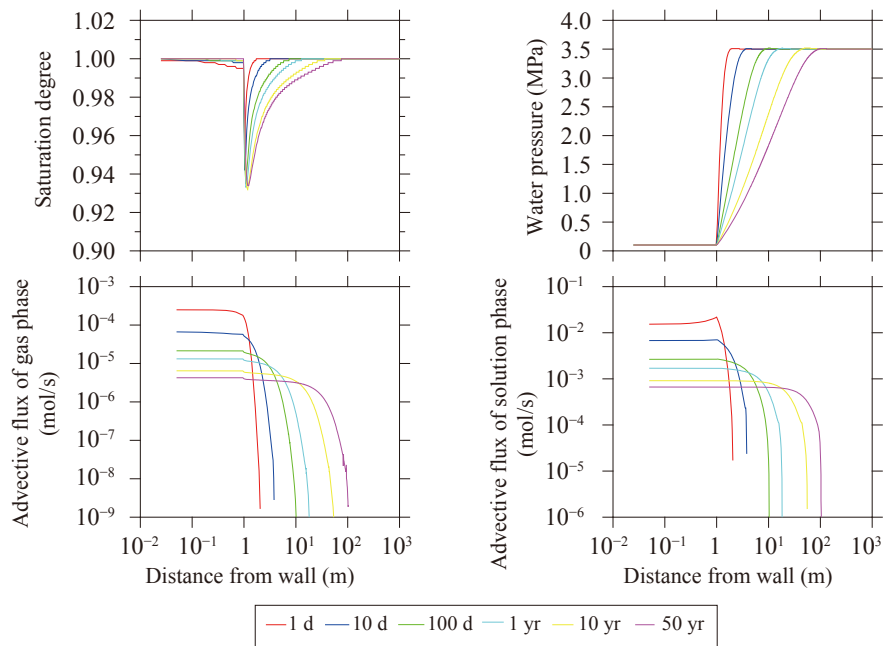 Saturation degree
1.02
1.00
0.98
0.96
0.94
0.92
0.90
Water pressure (MPa)
4.0
3.5
3.0
2.5
2.0
1.5
1.0
0.5
0
Advective flux of gas phase
(mol/s)
10⁻³
10⁻⁴
10⁻⁵
10⁻⁶
10⁻⁷
10⁻⁸
10⁻⁹
10⁻² 10⁻¹ 1 10¹ 10² 10³
Distance from wall (m)
Advective flux of solution phase
(mol/s)
10⁻¹
10⁻²
10⁻³
10⁻⁴
10⁻⁵
10⁻⁶
10⁻² 10⁻¹ 1 10¹ 10² 10³
Distance from wall (m)
1 d 10 d 100 d 1 yr 10 yr 50 yr